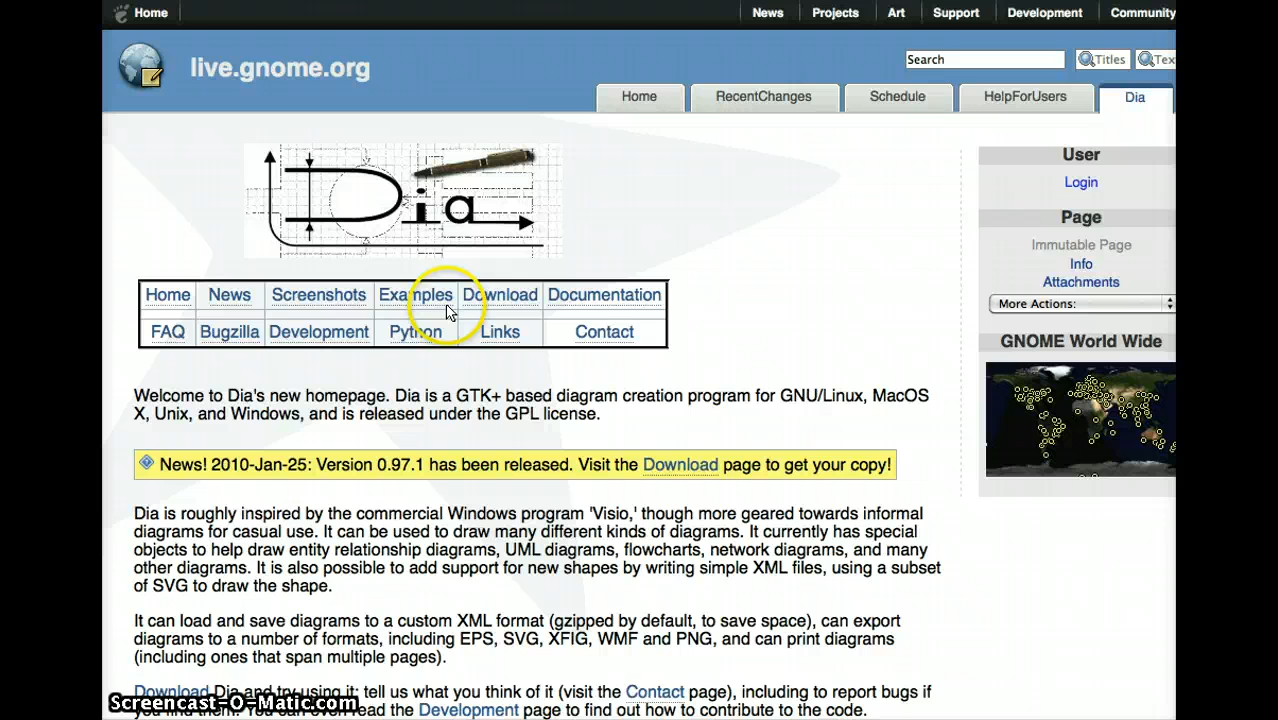 Home News Projects Art Support Development Community
live.gnome.org
Search Titles
Home RecentChanges Schedule HelpForUsers Dia
Dia
Home News Screenshots Examples Download Documentation
FAQ Bugzilla Development Python Links Contact
Welcome to Dia's new homepage. Dia is a GTK+ based diagram creation program for GNU/Linux, MacOS
X, Unix, and Windows, and is released under the GPL license.
News! 2010-Jan-25: Version 0.97.1 has been released. Visit the Download page to get your copy!
Dia is roughly inspired by the commercial Windows program 'Visio,' though more geared towards informal
diagrams for casual use. It can be used to draw many different kinds of diagrams. It currently has special
objects to help draw entity relationship diagrams, UML diagrams, flowcharts, network diagrams, and many
other diagrams. It is also possible to add support for new shapes by writing simple XML files, using a subset
of SVG to draw the shape.
It can load and save diagrams to a custom XML format (gzipped by default, to save space), can export
diagrams to a number of formats, including EPS, SVG, XFIG, WMF and PNG, and can print diagrams
(including ones that span multiple pages).
Download Dia and try using it; tell us what you think of it (visit the Contact page), including to report bugs if
you find them. You can even read the Development page to find out how to contribute to the code.
User
Login
Page
Immutable Page
Info
Attachments
More Actions:
GNOME World Wide
Screencast-O-Matic.com